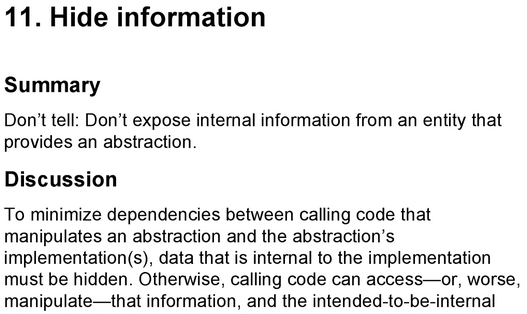 11. Hide information
Summary
Don’t tell: Don’t expose internal information from an entity that
provides an abstraction.
Discussion
To minimize dependencies between calling code that
manipulates an abstraction and the abstraction’s
implementation(s), data that is internal to the implementation
must be hidden. Otherwise, calling code can access—or, worse,
manipulate—that information, and the intended-to-be-internal